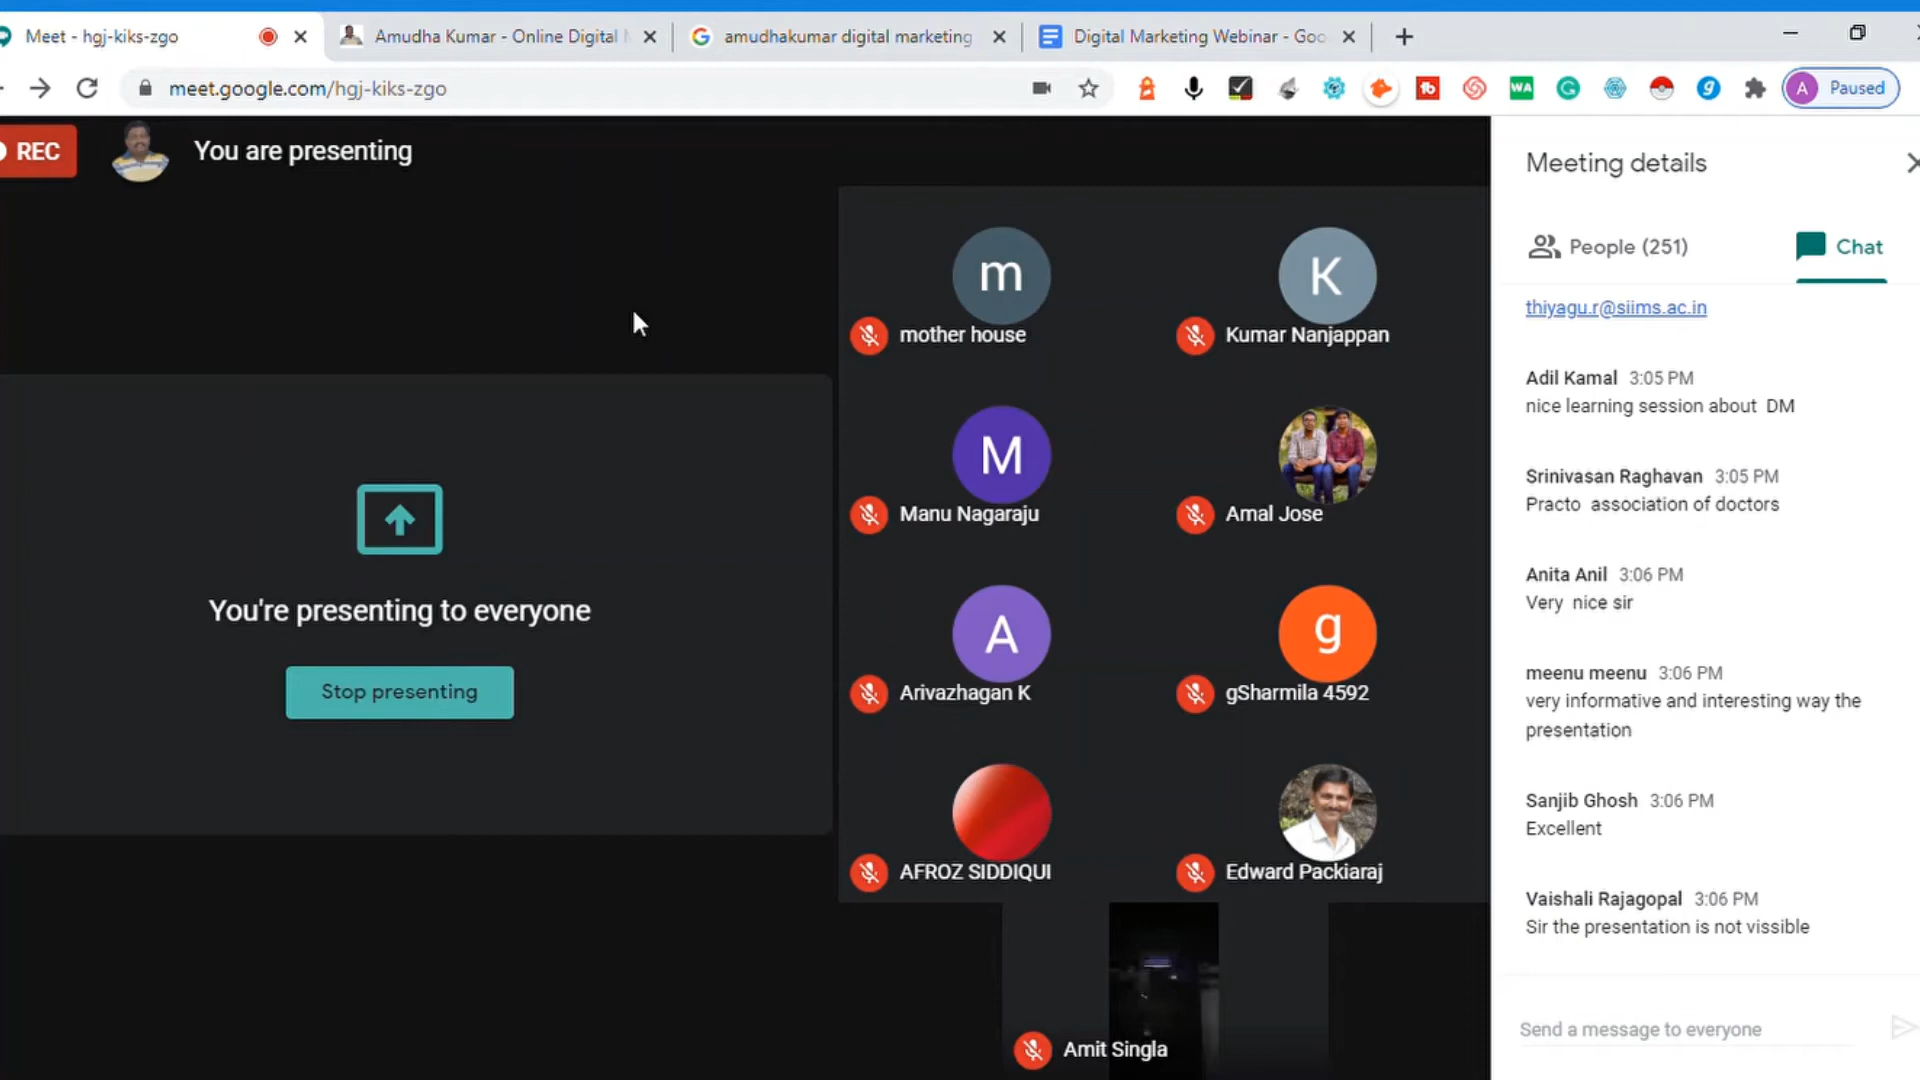 Meet - hgj-kiks-zgo
Amudha Kumar - Online Digital
amudhakumar digital marketing
Digital Marketing Webinar - Goo
meet.google.com/hgj-kiks-zgo
tb
WA
G
g
A
Paused
REC
You are presenting
You're presenting to everyone
Stop presenting
m
mother house
K
Kumar Nanjappan
M
Manu Nagaraju
Amal Jose
A
Arivazhagan K
g
gSharmila 4592
AFROZ SIDDIQUI
Edward Packiaraj
Amit Singla
Meeting details
People (251)
Chat
thiyagu.r@siims.ac.in
Adil Kamal 3:05 PM
nice learning session about DM
Srinivasan Raghavan 3:05 PM
Practo association of doctors
Anita Anil 3:06 PM
Very nice sir
meenu meenu 3:06 PM
very informative and interesting way the
presentation
Sanjib Ghosh 3:06 PM
Excellent
Vaishali Rajagopal 3:06 PM
Sir the presentation is not vissible
Send a message to everyone